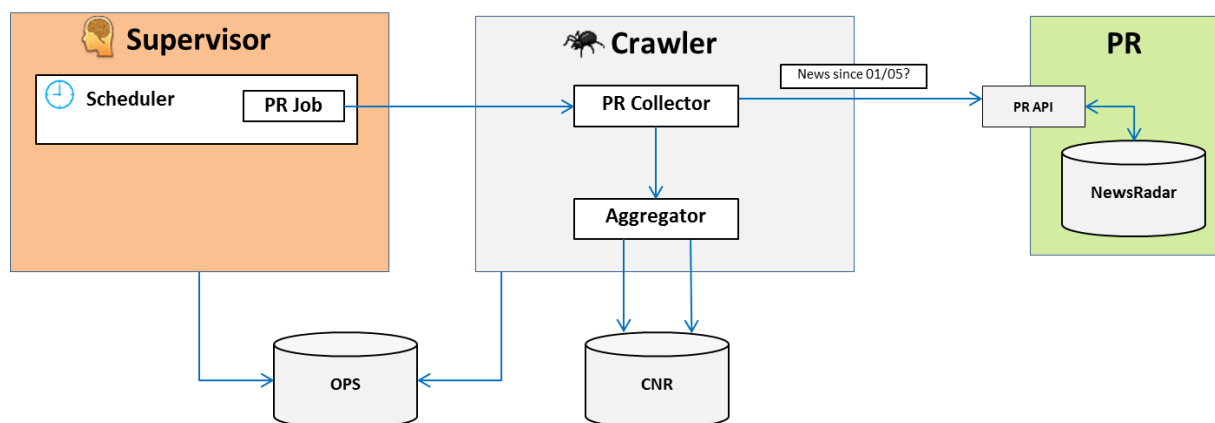 Supervisor
Crawler
PR
Scheduler
PR Job
PR Collector
News since 01/05?
PR API
NewsRadar
Aggregator
OPS
CNR